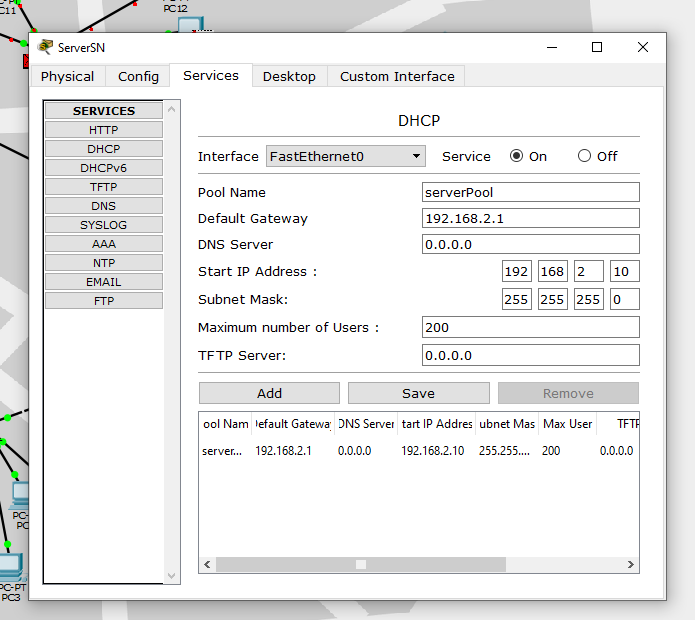 PC11
PC12
ServerSN
Physical Config Services Desktop Custom Interface
SERVICES
HTTP
DHCP
DHCPv6
TFTP
DNS
SYSLOG
AAA
NTP
EMAIL
FTP
DHCP
Interface FastEthernet0 Service On Off
Pool Name serverPool
Default Gateway 192.168.2.1
DNS Server 0.0.0.0
Start IP Address : 192 168 2 10
Subnet Mask: 255 255 255 0
Maximum number of Users : 200
TFTP Server: 0.0.0.0
Add Save Remove
ool Nam efault Gateway DNS Server tart IP Addres ubnet Mas Max User TFTP
server... 192.168.2.1 0.0.0.0 192.168.2.10 255.255.... 200 0.0.0.0
PC-
PC
PC-PT
PC3